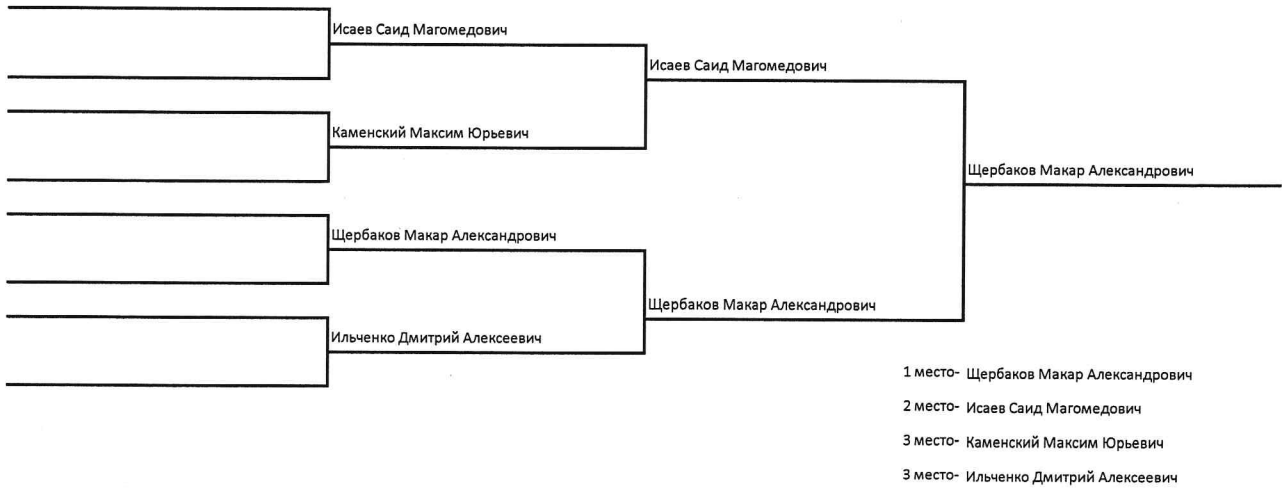 Исаев Саид Магомедович
Исаев Саид Магомедович
Каменский Максим Юрьевич
Щербаков Макар Александрович
Щербаков Макар Александрович
Щербаков Макар Александрович
Ильченко Дмитрий Алексеевич
1 место- Щербаков Макар Александрович
2 место- Исаев Саид Магомедович
3 место- Каменский Максим Юрьевич
3 место- Ильченко Дмитрий Алексеевич